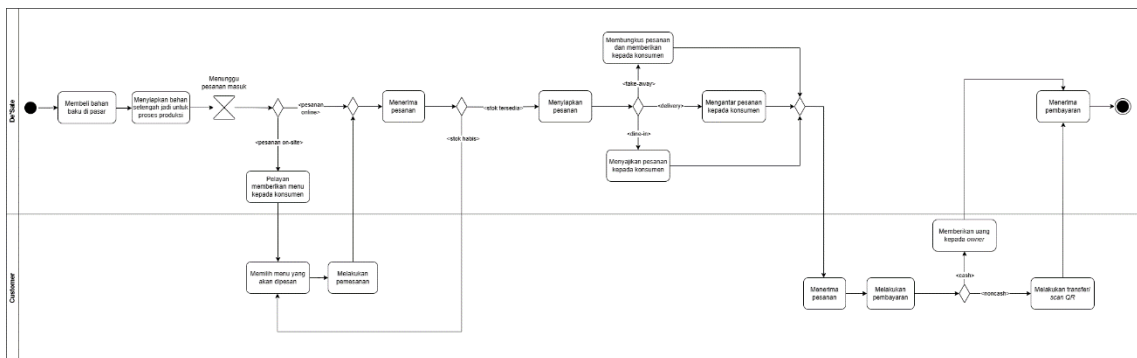 De'Sate
Membeli bahan
baku di pasar
Menyiapkan bahan
setengah jadi untuk
proses produksi
Menunggu
pesanan masuk
<pesanan
online>
<pesanan on-site>
Pelayan
memberikan menu
kepada konsumen
Menerima
pesanan
<stok tersedia>
<stok habis>
Menyiapkan
pesanan
Membungkus pesanan
dan memberikan
kepada konsumen
<take-away>
<delivery>
<dine-in>
Mengantar pesanan
kepada konsumen
Menyajikan pesanan
kepada konsumen
Menerima
pembayaran
Customer
Memilih menu yang
akan dipesan
Melakukan
pemesanan
Menerima
pesanan
Melakukan
pembayaran
Memberikan uang
kepada owner
<cash>
<noncash>
Melakukan transfer/
scan QR